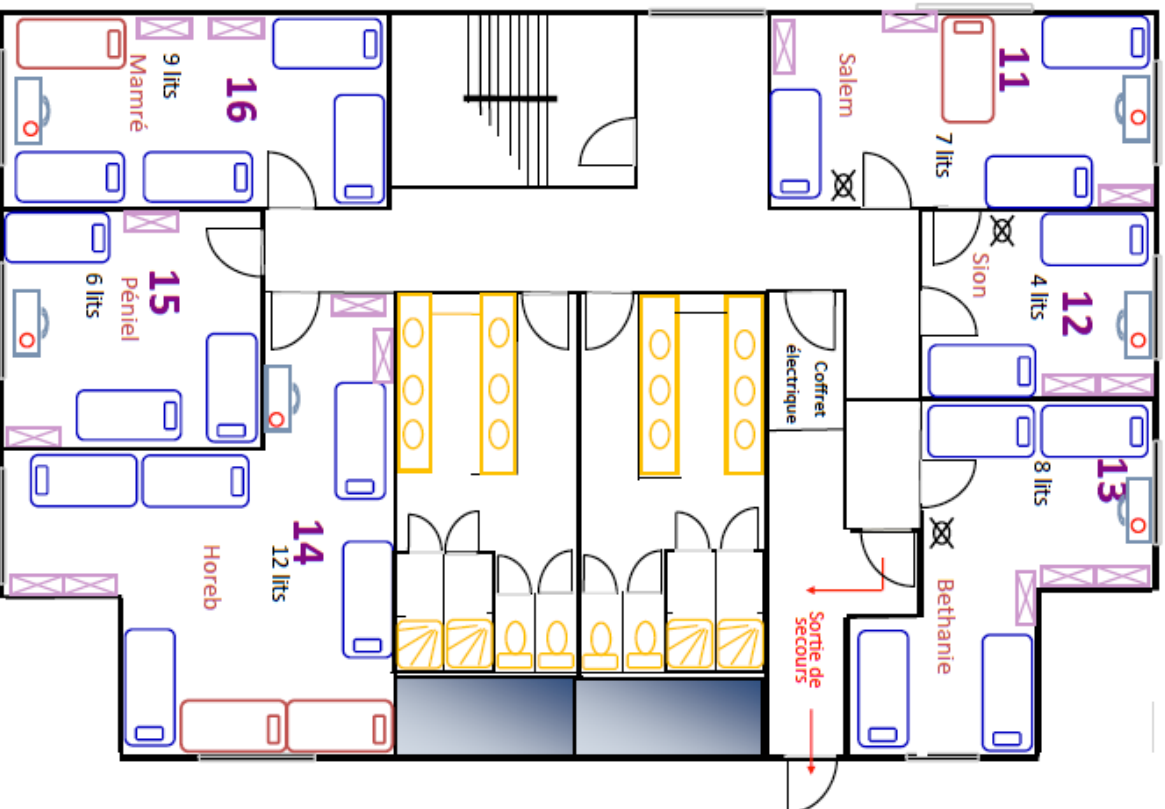 16
9 lits
Mamré
11
Salem
7 lits
15
Péniel
6 lits
Sion
4 lits
12
Coffret
électrique
13
8 lits
Bethanie
14
12 lits
Horeb
Sortie de
secours